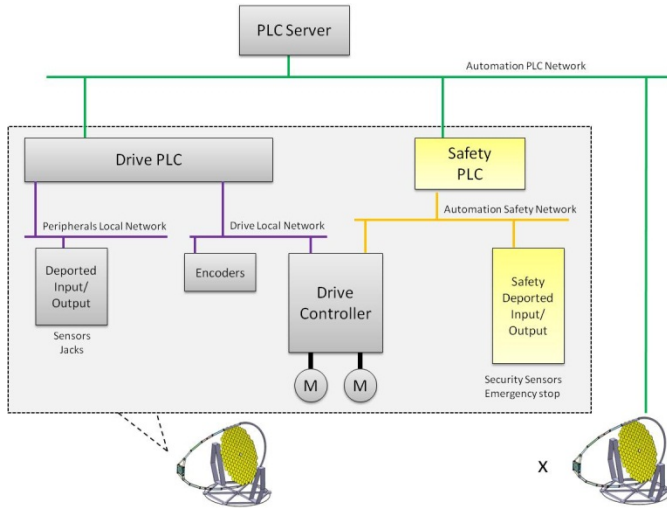 PLC Server
Automation PLC Network
Drive PLC
Safety
PLC
Peripherals Local Network
Drive Local Network
Automation Safety Network
Deported
Input/
Output
Sensors
Jacks
Encoders
Drive
Controller
M
M
Safety
Deported
Input/
Output
Security Sensors
Emergency stop
X